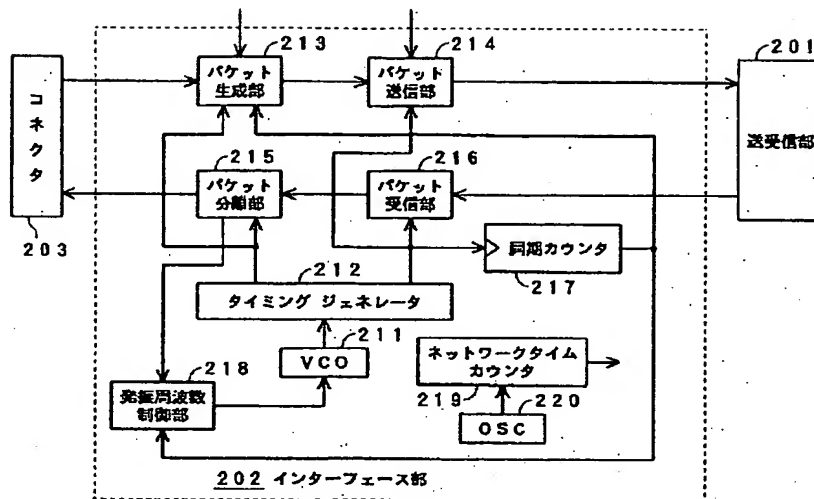 213
214
201
コネクタ
パケット
生成部
パケット
送信部
送受信部
215
216
パケット
分離部
パケット
受信部
203
同期カウンタ
217
212
タイミング ジェネレータ
211
VCO
ネットワークタイム
カウンタ
218
発振周波数
制御部
219
220
OSC
202 インターフェース部